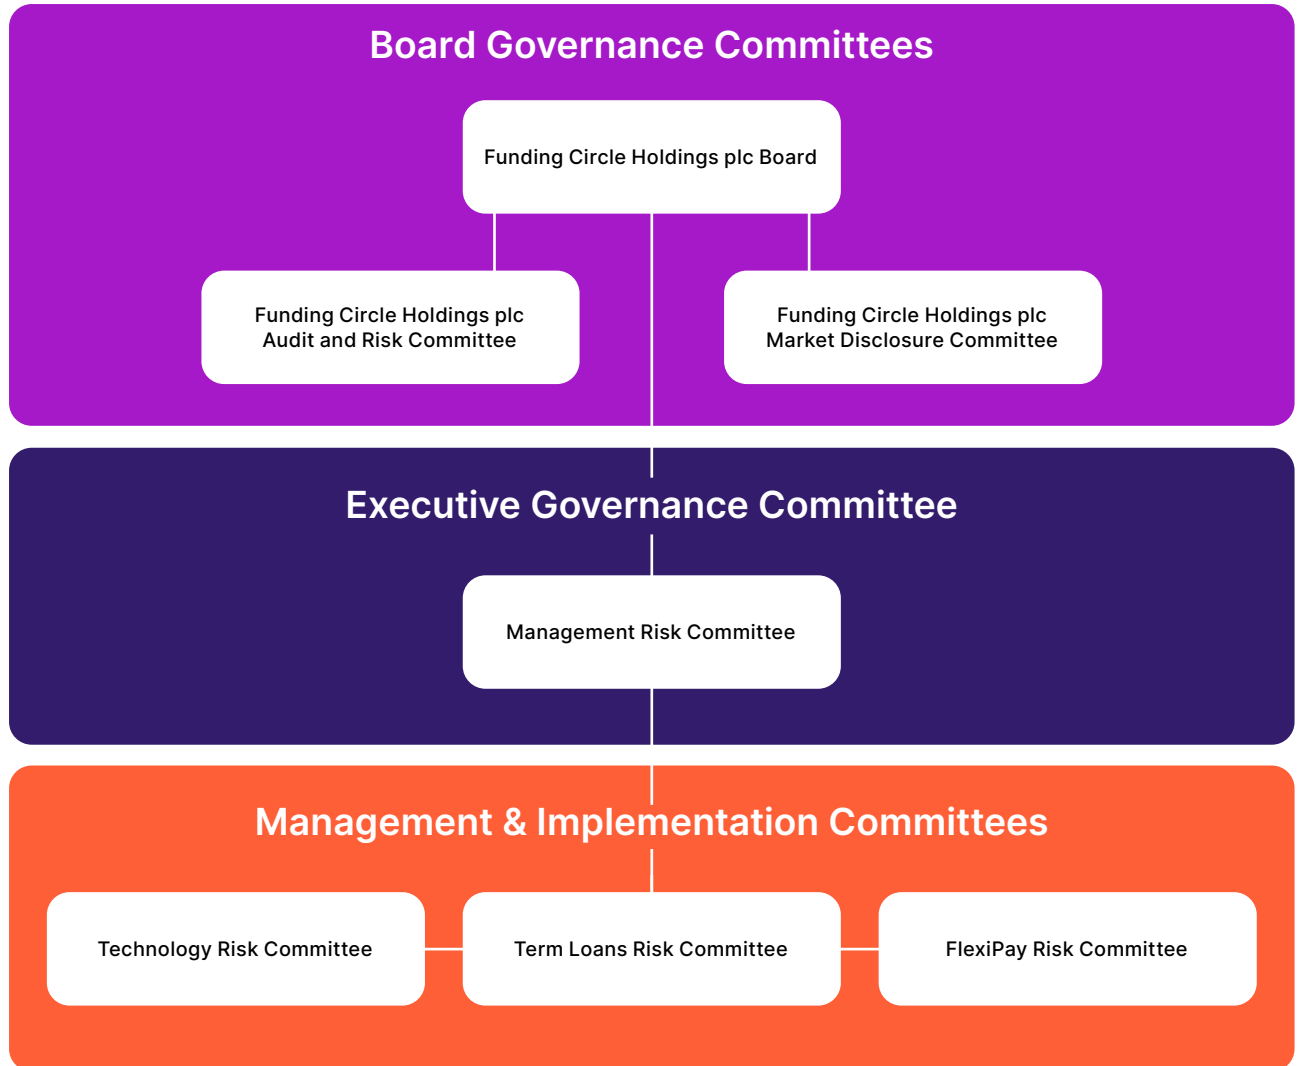 Board Governance Committees
Funding Circle Holdings plc Board
Funding Circle Holdings plc
Audit and Risk Committee
Funding Circle Holdings plc
Market Disclosure Committee
Executive Governance Committee
Management Risk Committee
Management & Implementation Committees
Technology Risk Committee
Term Loans Risk Committee
FlexiPay Risk Committee